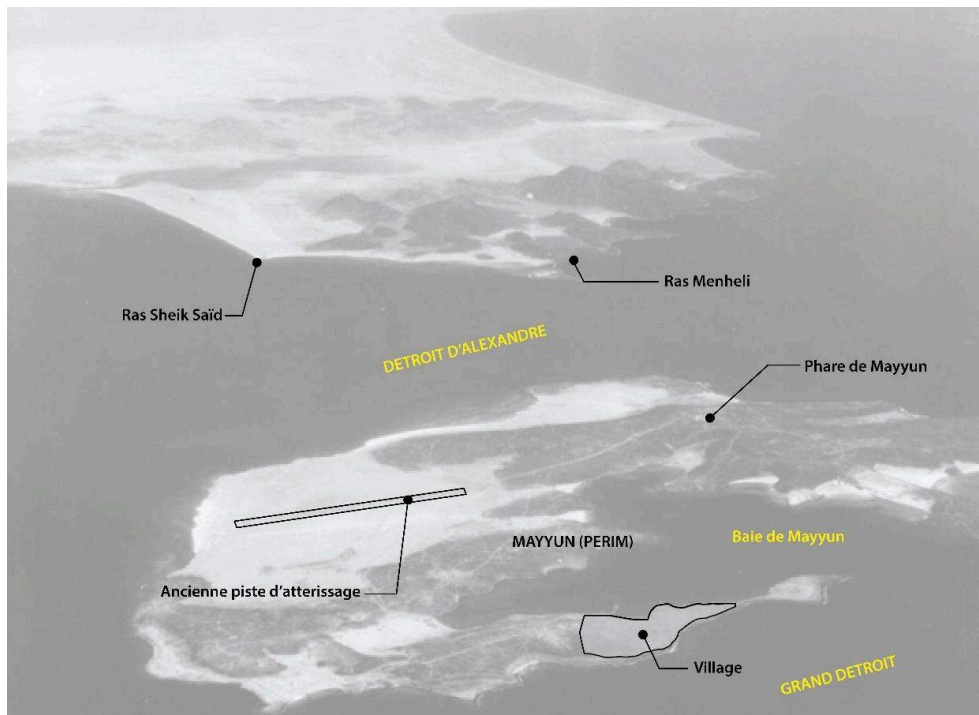 Ras Menheli
Ras Sheik Saïd
DETROIT D'ALEXANDRE
Phare de Mayyun
MAYYUN (PERIM)
Baie de Mayyun
Ancienne piste d'atterissage
Village
GRAND DETROIT